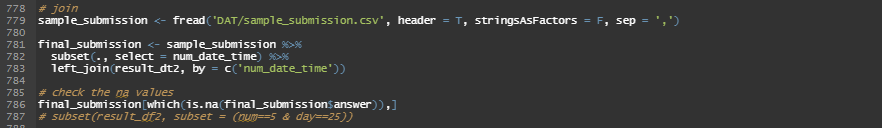 778 # join
779 sample_submission <- fread('DAT/sample_submission.csv', header = T, stringsAsFactors = F, sep = ',')
780
781 final_submission <- sample_submission %>%
782   subset(., select = num_date_time) %>%
783   left_join(result_dt2, by = c('num_date_time'))
784
785 # check the na values
786 final_submission[which(is.na(final_submission$answer)),]
787 # subset(result_df2, subset = (num==5 & day==25))
788